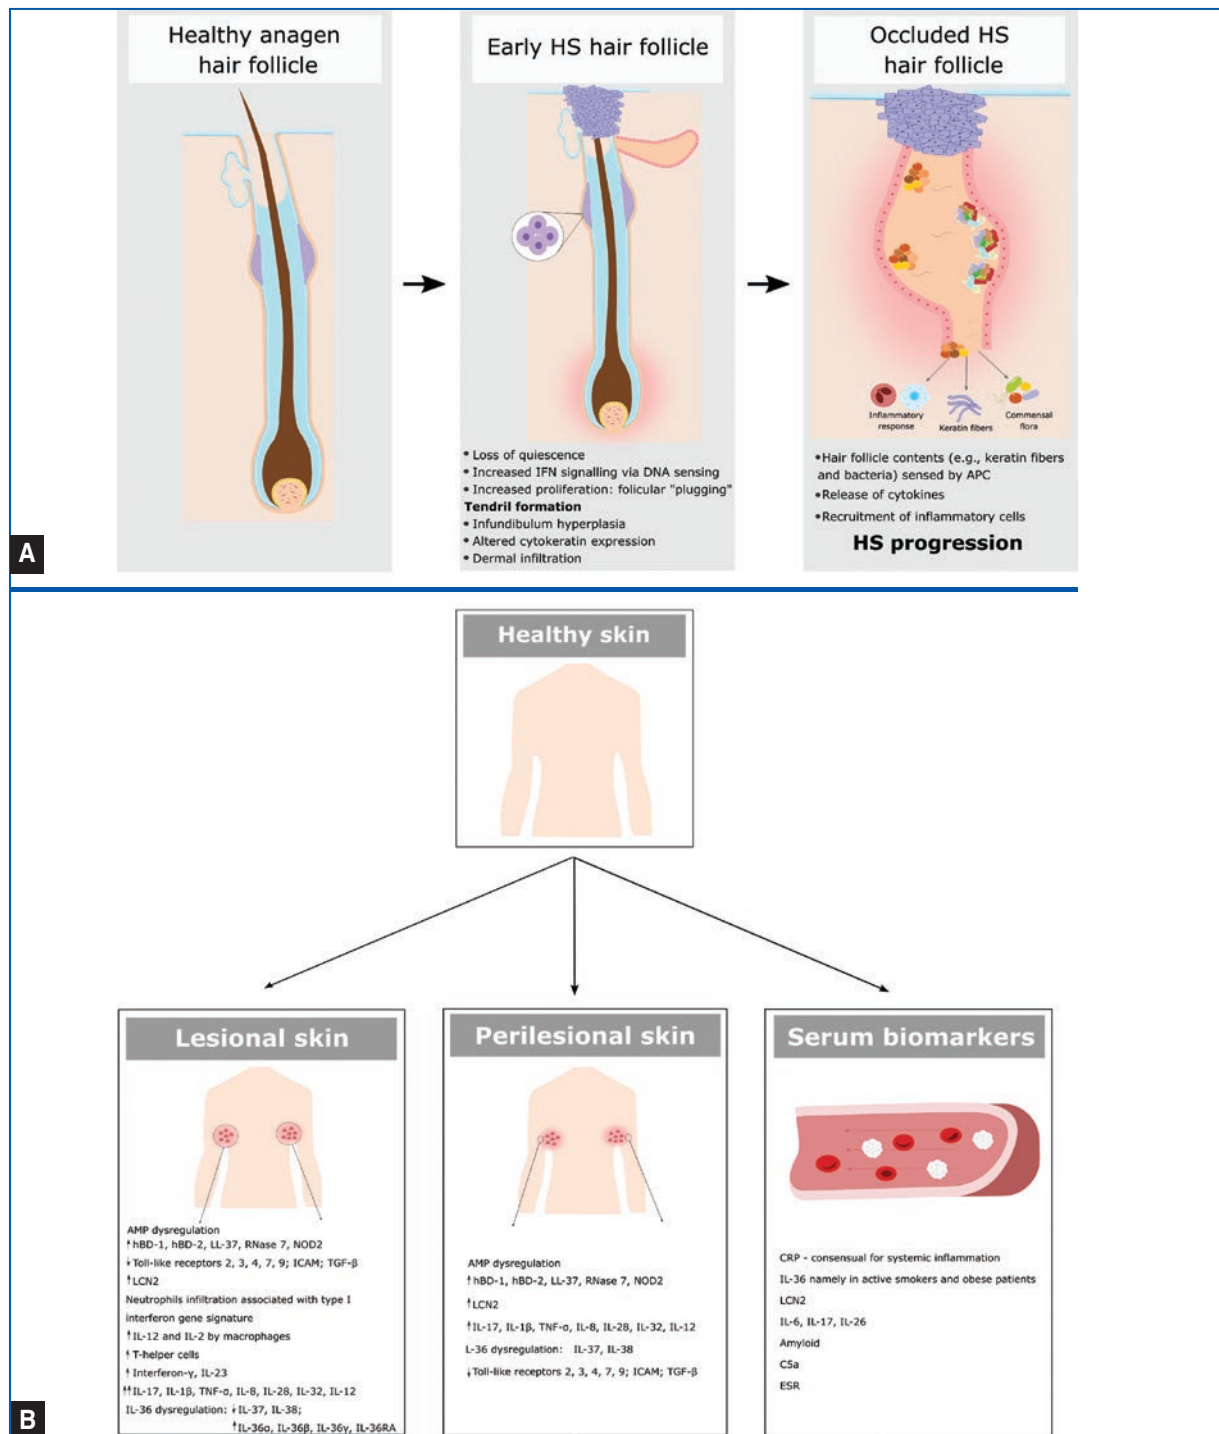 Healthy anagen
hair follicle
Early HS hair follicle
Occluded HS
hair follicle
Inflammatory
response
Keratin fibers
Commensal
flora
• Loss of quiescence
• Increased IFN signalling via DNA sensing
• Increased proliferation: follicular "plugging"
Tendril formation
• Infundibulum hyperplasia
• Altered cytokeratin expression
• Dermal infiltration
•Hair follicle contents (e.g., keratin fibers
and bacteria) sensed by APC
•Release of cytokines
•Recruitment of inflammatory cells
HS progression
A
Healthy skin
Lesional skin
AMP dysregulation
↑hBD-1, hBD-2, LL-37, RNase 7, NOD2
↓Toll-like receptors 2, 3, 4, 7, 9; ICAM; TGF-β
↑LCN2
Neutrophils infiltration associated with type I
interferon gene signature
↑IL-12 and IL-2 by macrophages
↑T-helper cells
↑Interferon-γ, IL-23
↑↑IL-17, IL-1β, TNF-α, IL-8, IL-28, IL-32, IL-12
IL-36 dysregulation: ↓IL-37, IL-38;
↑IL-36α, IL-36β, IL-36γ, IL-36RA
Perilesional skin
AMP dysregulation
↑hBD-1, hBD-2, LL-37, RNase 7, NOD2
↑LCN2
↑IL-17, IL-1β, TNF-α, IL-8, IL-28, IL-32, IL-12
L-36 dysregulation: IL-37, IL-38
↓Toll-like receptors 2, 3, 4, 7, 9; ICAM; TGF-β
Serum biomarkers
CRP - consensual for systemic inflammation
IL-36 namely in active smokers and obese patients
LCN2
IL-6, IL-17, IL-26
Amyloid
C5a
ESR
B